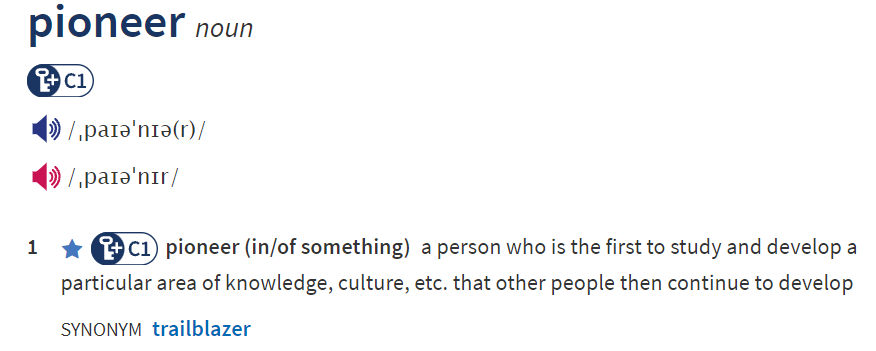 pioneer noun
C1
/ˌpaɪəˈnɪə(r)/
/ˌpaɪəˈnɪr/
1 C1 pioneer (in/of something) a person who is the first to study and develop a
particular area of knowledge, culture, etc. that other people then continue to develop
SYNONYM trailblazer